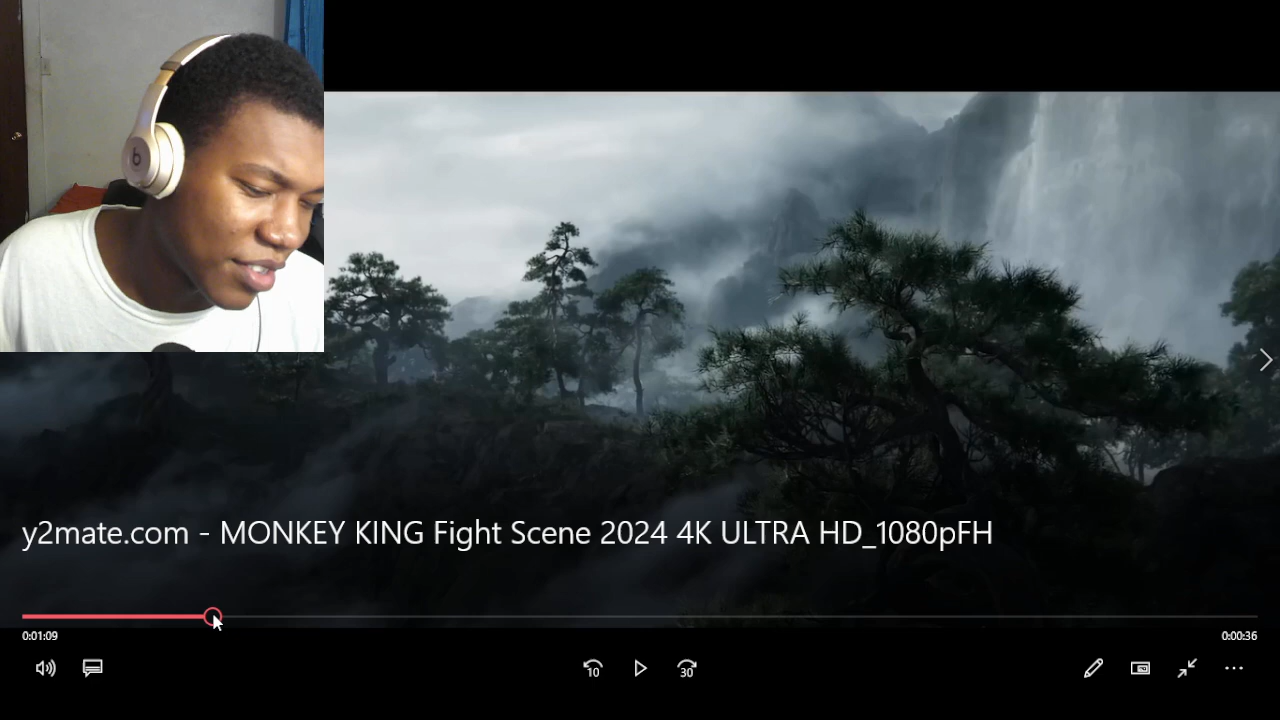 b
y2mate.com - MONKEY KING Fight Scene 2024 4K ULTRA HD_1080pFH
0:01:09
0:00:36
10
30